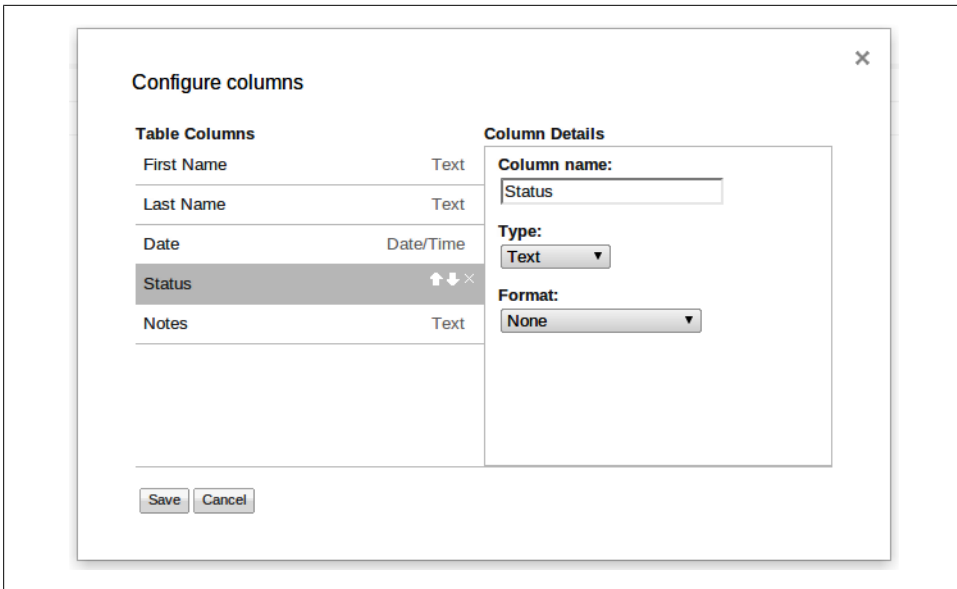 Configure columns
Table Columns
First Name Text
Last Name Text
Date Date/Time
Status
Notes Text
Column Details
Column name:
Status
Type:
Text
Format:
None
Save Cancel